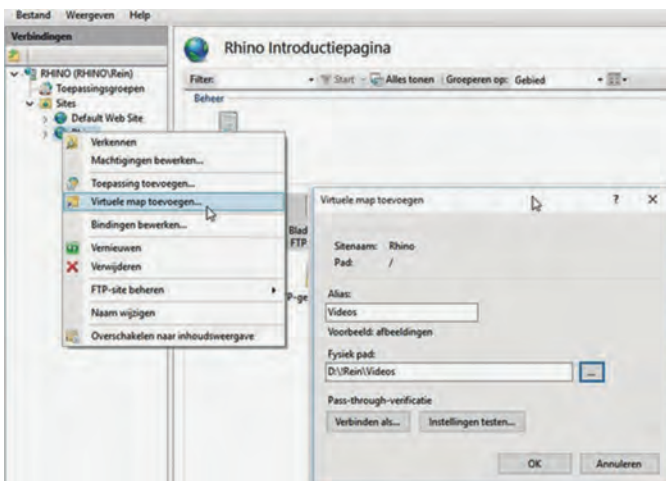 Bestand Weergeven Help
Verbindingen
Rhino Introductiepagina
RHINO (RHINO\Rein)
Toepassingsgroepen
Sites
Default Web Site
Filter:
Start
Alles tonen
Groeperen op: Gebied
Beheer
Verkennen
Machtigingen bewerken...
Toepassing toevoegen...
Virtuele map toevoegen...
Bindingen bewerken...
Vernieuwen
Verwijderen
FTP-site beheren
Naam wijzigen
Overschakelen naar inhoudsweergave
Blad
FTP
P-ge
Virtuele map toevoegen ? X
Sitenaam: Rhino
Pad: /
Alias:
Videos
Voorbeeld: afbeeldingen
Fysiek pad:
D:\!Rein\Videos
...
Pass-through-verificatie
Verbinden als... Instellingen testen...
OK Annuleren